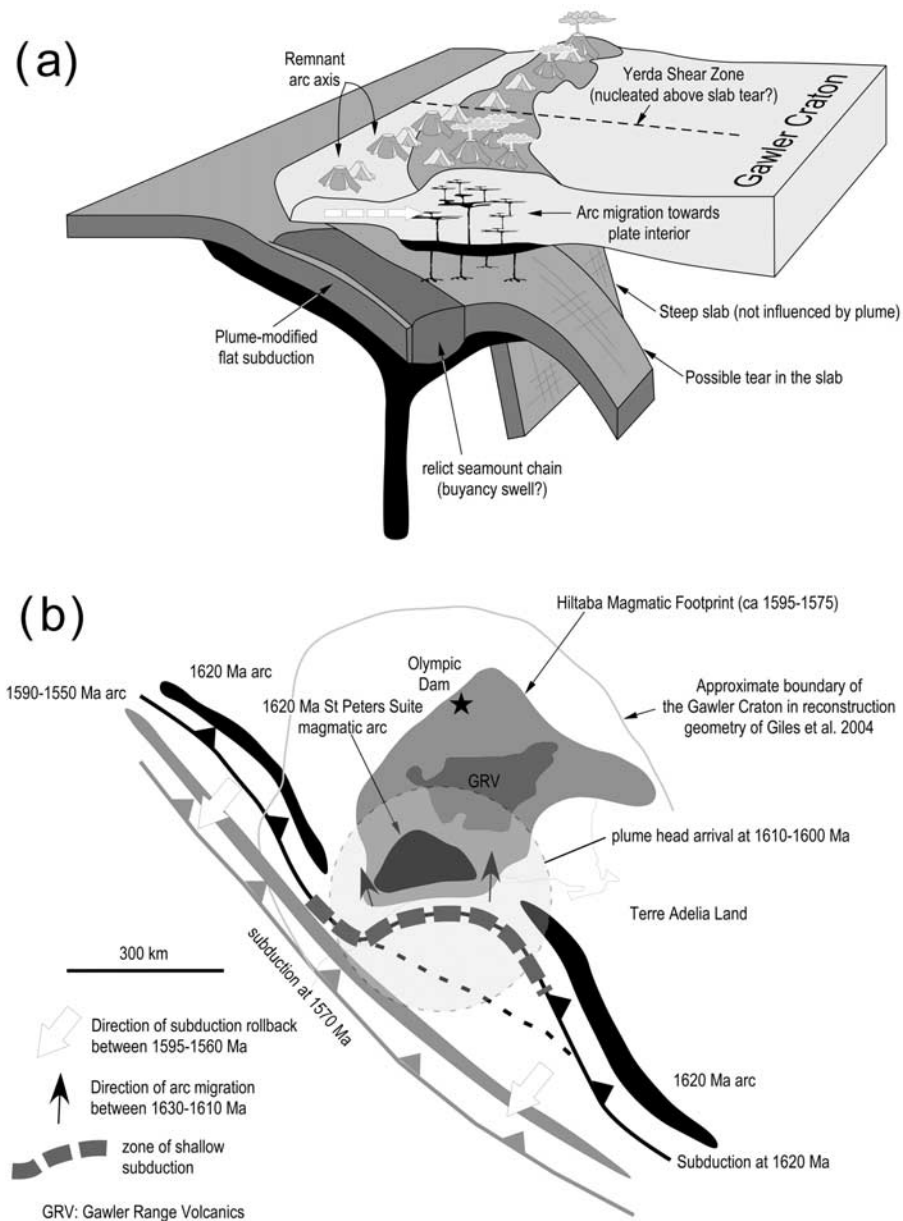 (a)
Remnant
arc axis
Yerda Shear Zone
(nucleated above slab tear?)
Gawler Craton
Arc migration towards
plate interior
Steep slab (not influenced by plume)
Plume-modified
flat subduction
Possible tear in the slab
relict seamount chain
(buyancy swell?)
(b)
Hiltaba Magmatic Footprint (ca 1595-1575)
1620 Ma arc
Olympic
Dam
1590-1550 Ma arc
1620 Ma St Peters Suite
magmatic arc
Approximate boundary of
the Gawler Craton in reconstruction
geometry of Giles et al. 2004
GRV
plume head arrival at 1610-1600 Ma
Terre Adelia Land
300 km
subduction at 1570 Ma
Direction of subduction rollback
between 1595-1560 Ma
Direction of arc migration
between 1630-1610 Ma
1620 Ma arc
zone of shallow
subduction
Subduction at 1620 Ma
GRV: Gawler Range Volcanics